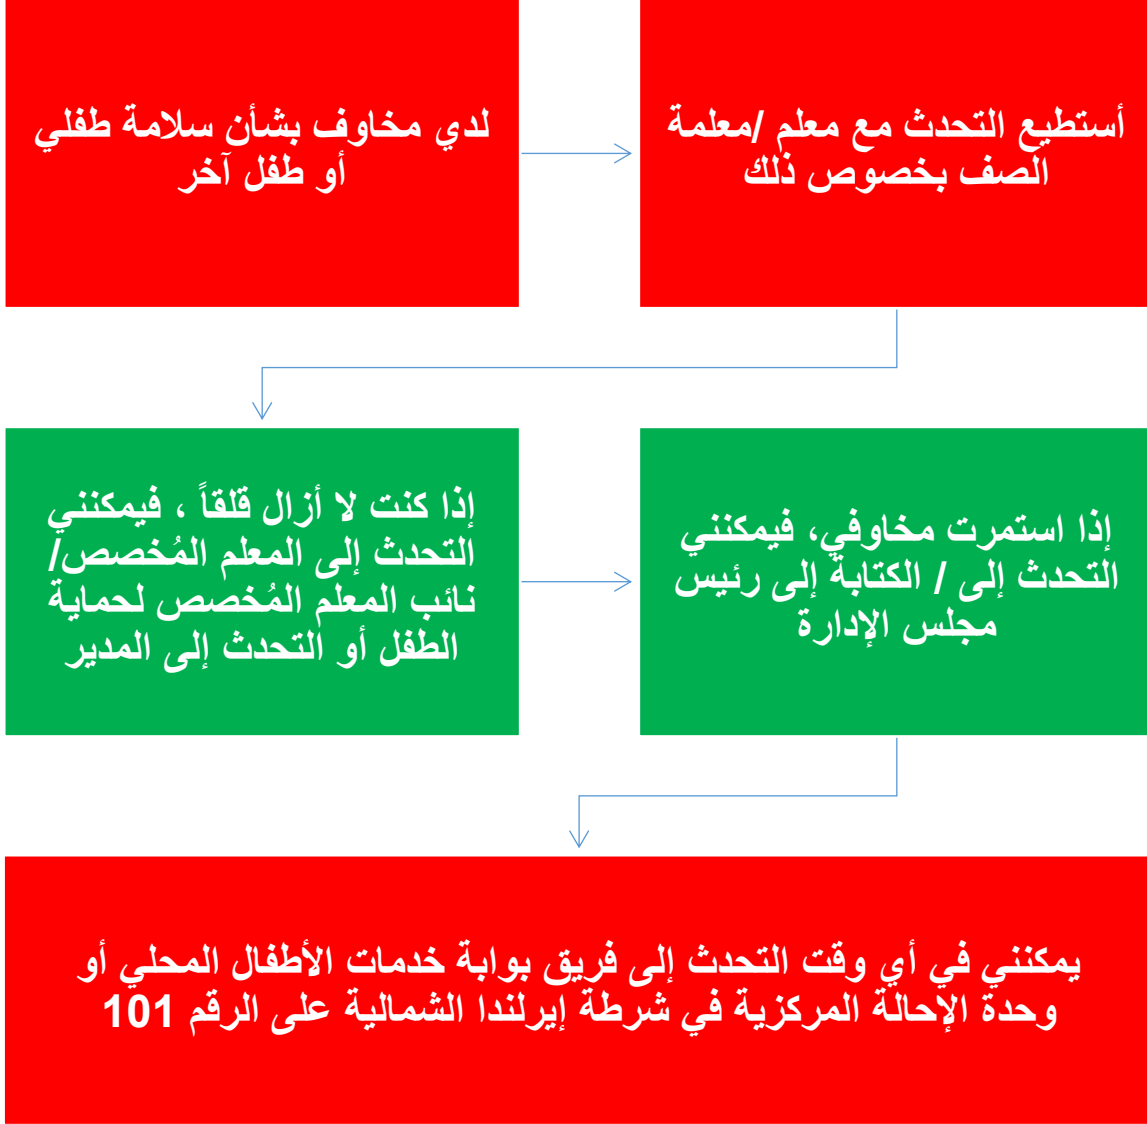 لدي مخاوف بشأن سلامة طفلي
أو طفل آخر
أستطيع التحدث مع معلم /معلمة
الصف بخصوص ذلك
إذا كنت لا أزال قلقاً ، فيمكنني
التحدث إلى المعلم المُخصص/
نائب المعلم المُخصص لحماية
الطفل أو التحدث إلى المدير
إذا استمرت مخاوفي، فيمكنني
التحدث إلى / الكتابة إلى رئيس
مجلس الإدارة
يمكنني في أي وقت التحدث إلى فريق بوابة خدمات الأطفال المحلي أو
وحدة الإحالة المركزية في شرطة إيرلندا الشمالية على الرقم 101